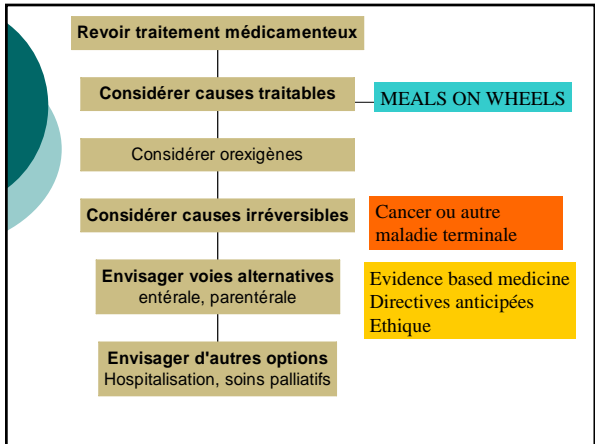 Revoir traitement médicamenteux
Considérer causes traitables
MEALS ON WHEELS
Considérer orexigènes
Considérer causes irréversibles
Cancer ou autre
maladie terminale
Envisager voies alternatives
entérale, parentérale
Evidence based medicine
Directives anticipées
Ethique
Envisager d'autres options
Hospitalisation, soins palliatifs